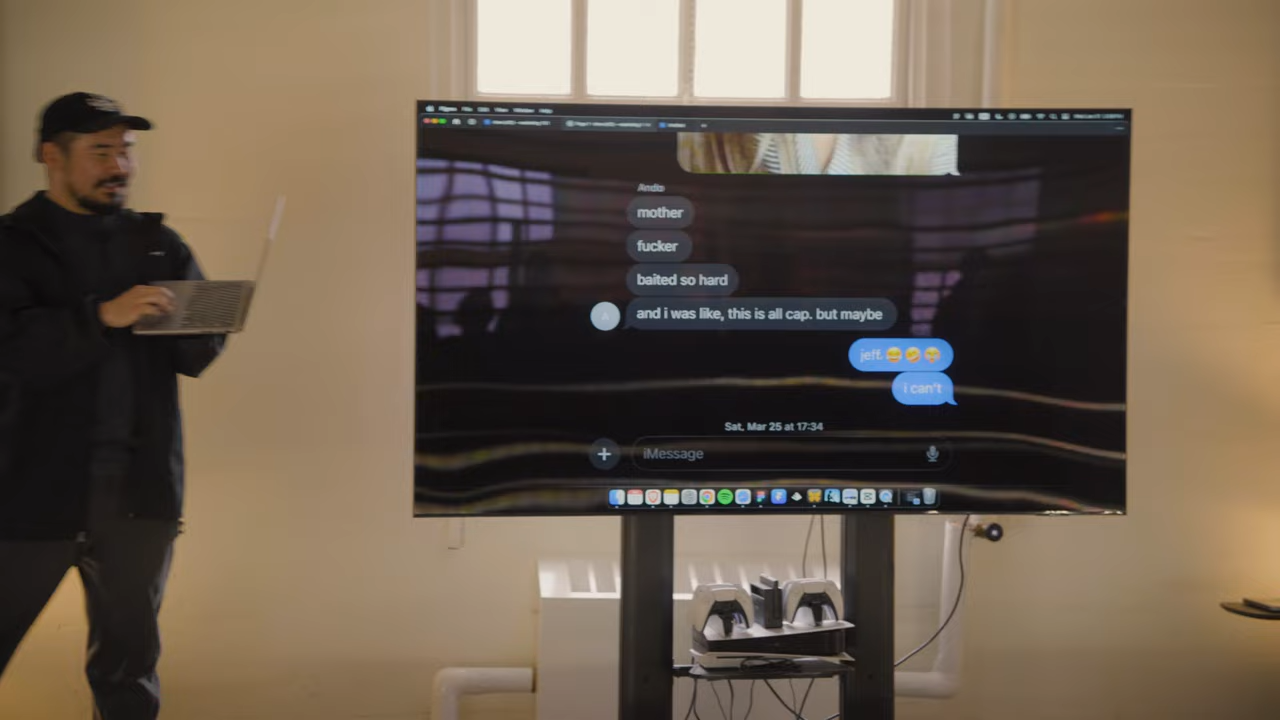 Andis
mother
fucker
baited so hard
and i was like, this is all cap. but maybe
jeff. 😂🤣😂
i can't
Sat, Mar 25 at 17:34
iMessage